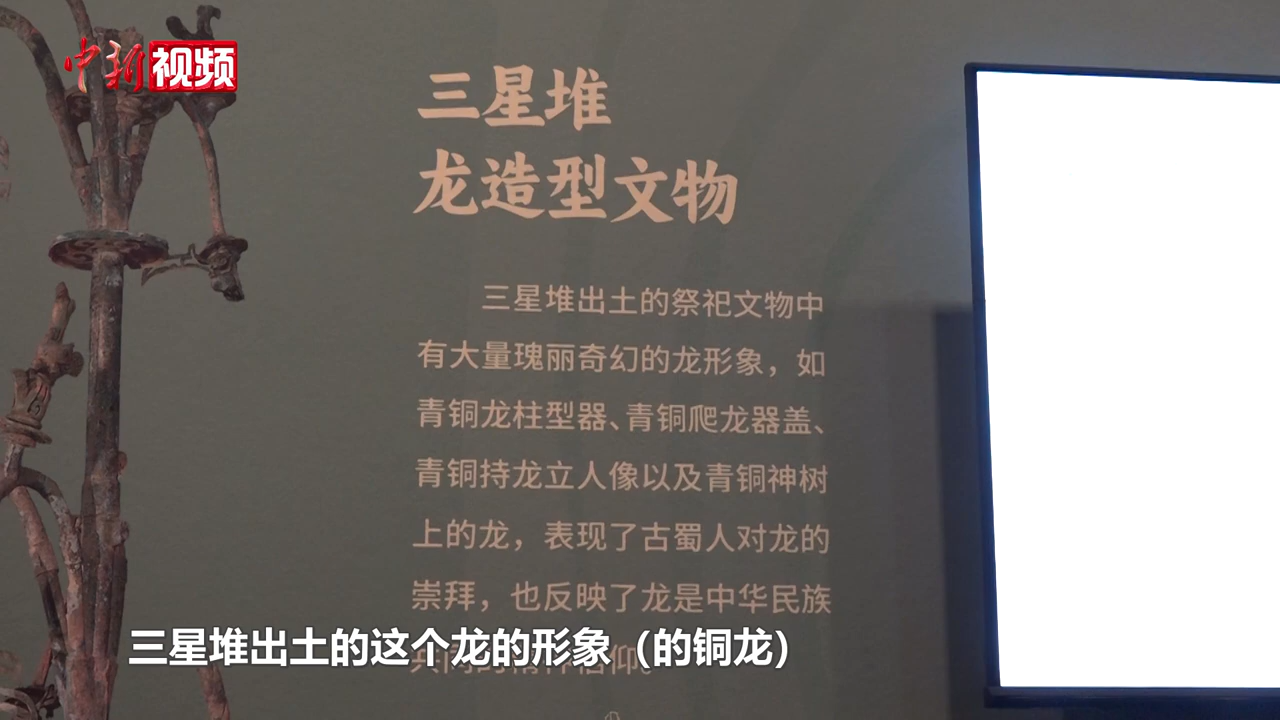 中新视频
三星堆
龙造型文物
三星堆出土的祭祀文物中
有大量瑰丽奇幻的龙形象，如
青铜龙柱型器、青铜爬龙器盖、
青铜持龙立人像以及青铜神树
上的龙，表现了古蜀人对龙的
崇拜，也反映了龙是中华民族
三星堆出土的这个龙的形象（的铜龙）